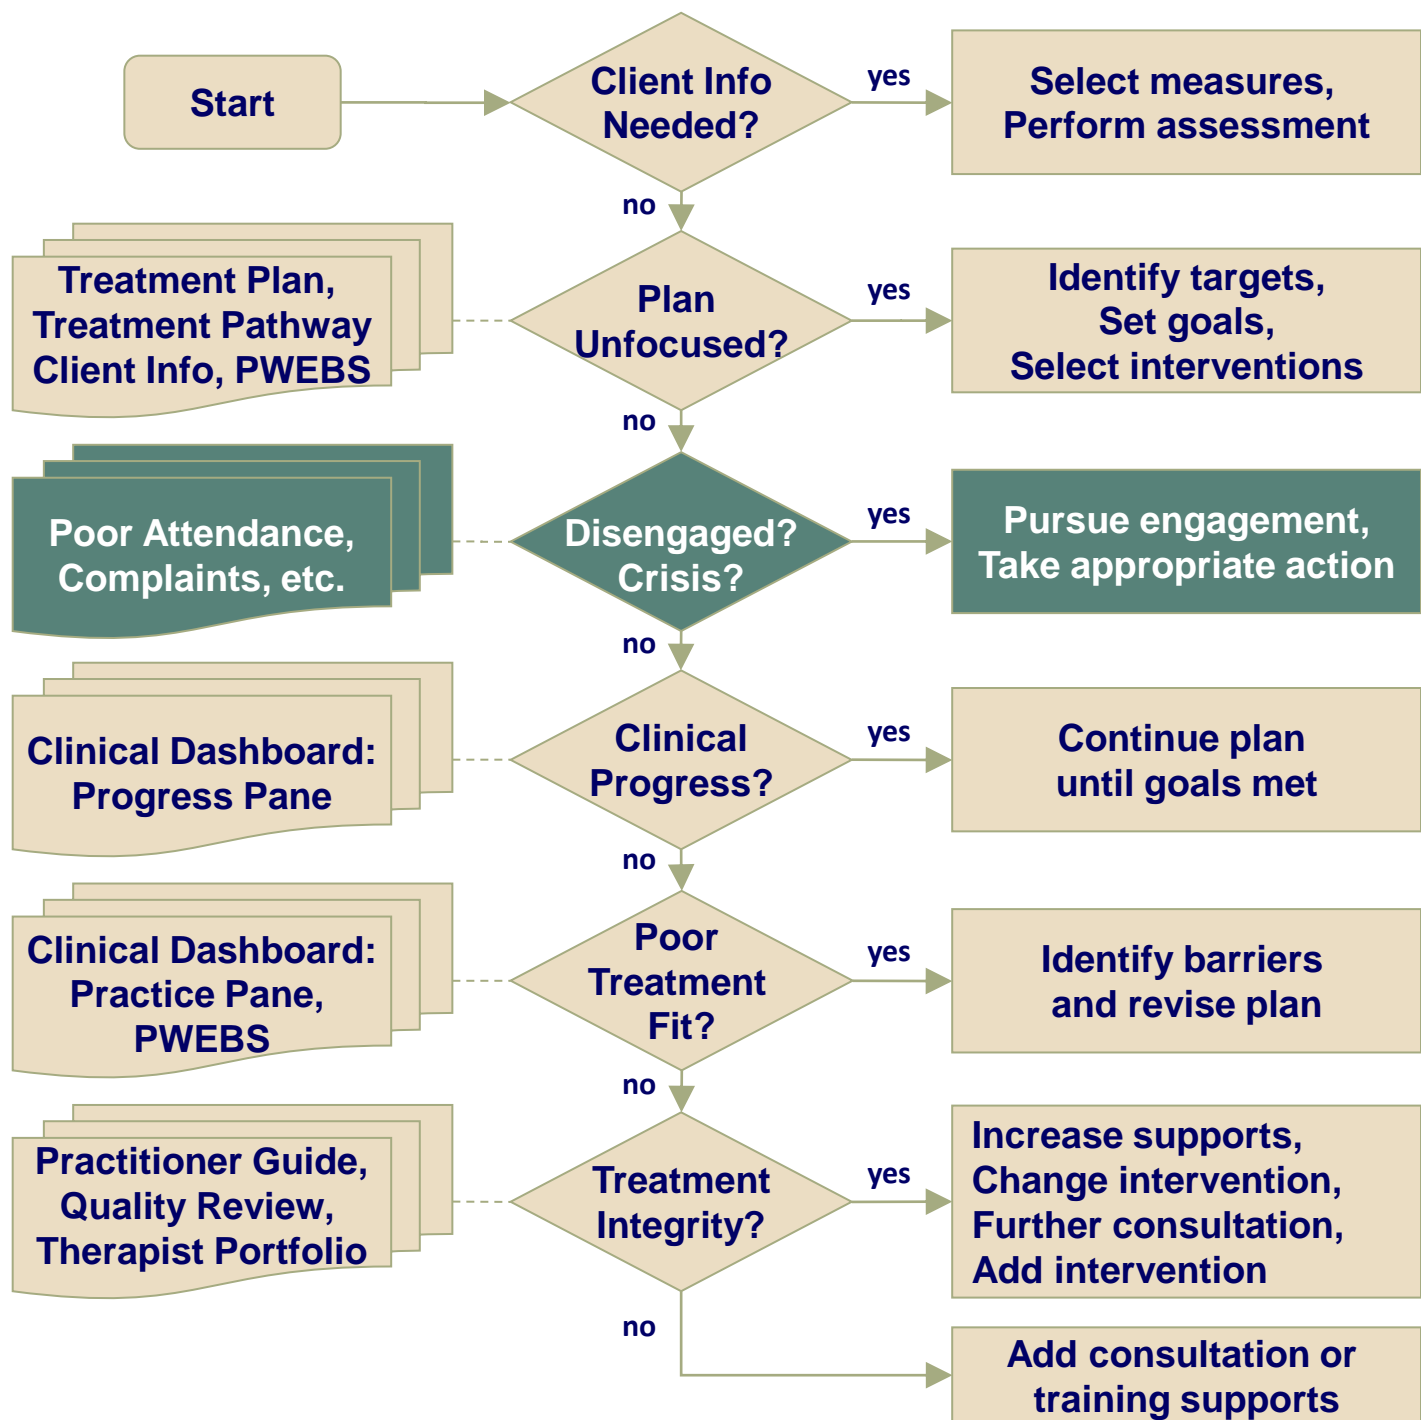 Start
Client Info
Needed?
yes
Select measures,
Perform assessment
no
Treatment Plan,
Treatment Pathway
Client Info, PWEBS
Plan
Unfocused?
yes
Identify targets,
Set goals,
Select interventions
no
Poor Attendance,
Complaints, etc.
Disengaged?
Crisis?
yes
Pursue engagement,
Take appropriate action
no
Clinical Dashboard:
Progress Pane
Clinical
Progress?
yes
Continue plan
until goals met
no
Clinical Dashboard:
Practice Pane,
PWEBS
Poor
Treatment
Fit?
yes
Identify barriers
and revise plan
no
Practitioner Guide,
Quality Review,
Therapist Portfolio
Treatment
Integrity?
yes
Increase supports,
Change intervention,
Further consultation,
Add intervention
no
Add consultation or
training supports